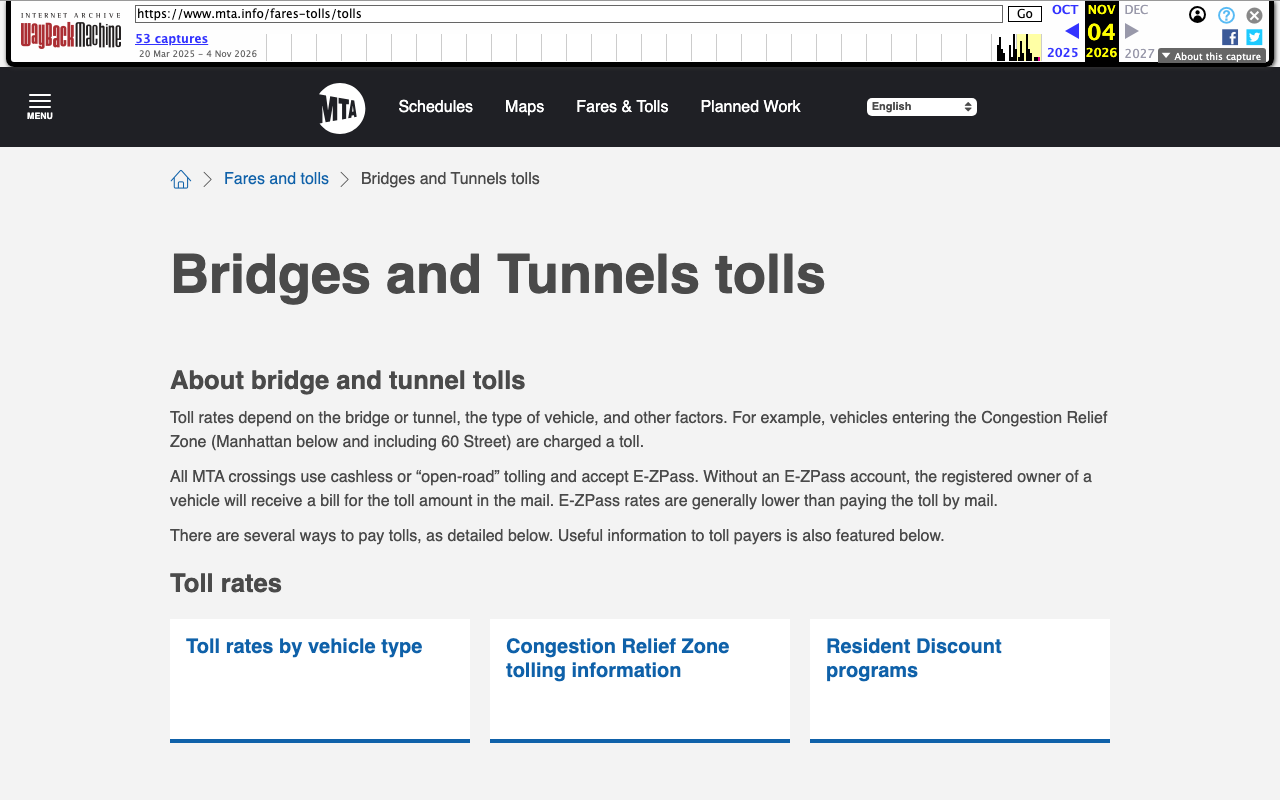 INTERNET ARCHIVE
WayBackMachine
https://www.mta.info/fares-tolls/tolls
Go
53 captures
20 Mar 2025 - 4 Nov 2026
OCT NOV DEC
04
2025 2026 2027
About this capture
MENU
MTA
Schedules
Maps
Fares & Tolls
Planned Work
English
Fares and tolls
Bridges and Tunnels tolls
Bridges and Tunnels tolls
About bridge and tunnel tolls
Toll rates depend on the bridge or tunnel, the type of vehicle, and other factors. For example, vehicles entering the Congestion Relief
Zone (Manhattan below and including 60 Street) are charged a toll.
All MTA crossings use cashless or “open-road” tolling and accept E-ZPass. Without an E-ZPass account, the registered owner of a
vehicle will receive a bill for the toll amount in the mail. E-ZPass rates are generally lower than paying the toll by mail.
There are several ways to pay tolls, as detailed below. Useful information to toll payers is also featured below.
Toll rates
Toll rates by vehicle type
Congestion Relief Zone
tolling information
Resident Discount
programs